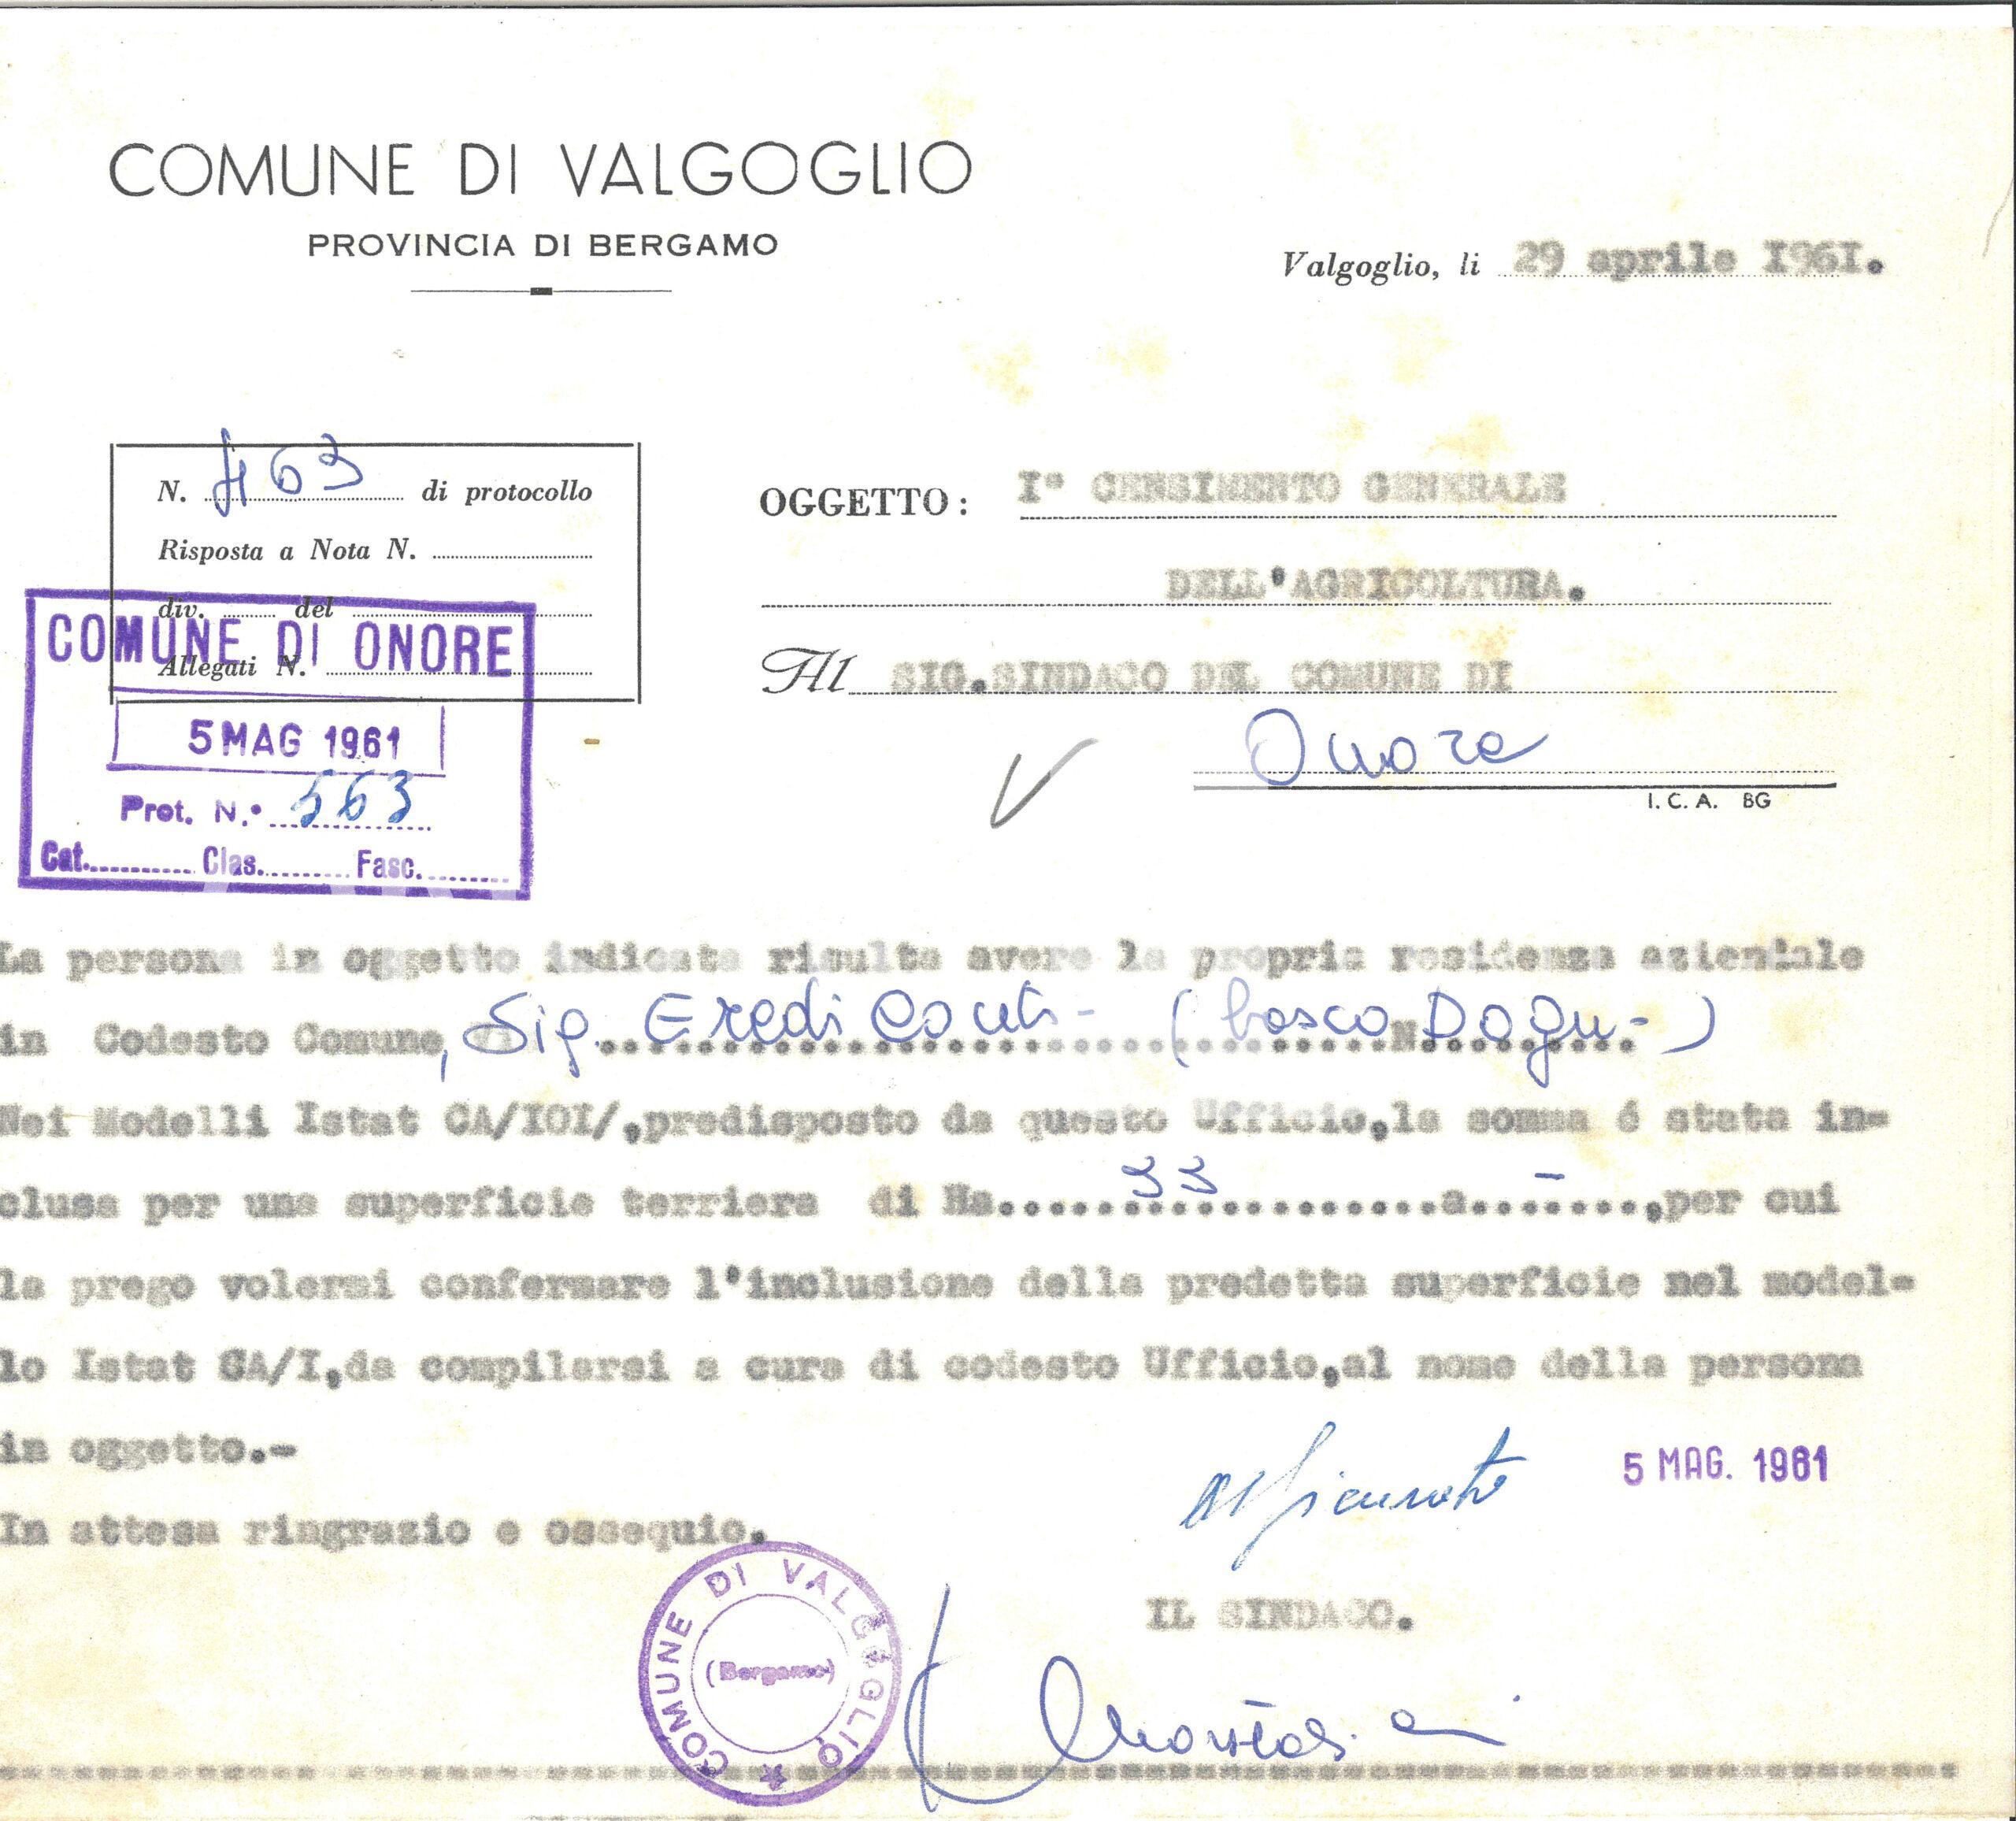 COMUNE DI VALGOGLIO
PROVINCIA DI BERGAMO
Valgoglio, li 29 aprile I96I.
N. 463 di protocollo
Risposta a Nota N.
div. del
Allegati N.
OGGETTO: I° CENSIMENTO GENERALE
DELL'AGRICOLTURA.
Al SIG.SINDACO DEL COMUNE DI
Onore
I. C. A. BG
COMUNE DI ONORE
5 MAG 1961
Prot. N.° 563
Cat. Clas. Fasc.
La persona in oggetto indicata risulta avere la propria residenza aziendale
in Codesto Comune, Sig. Eredi Conti - (bosco Dogu-)
Nei Modelli Istat CA/IOI/,predisposto da questo Ufficio,la somma é stata in-
clusa per una superficie terriera di Ha 33 a - ,per cui
la prego volermi confermare l'inclusione della predetta superficie nel model-
lo Istat CA/I,da compilarsi a cura di codesto Ufficio,al nome della persona
in oggetto.-
In attesa ringrazio e ossequio.
5 MAG. 1961
IL SINDACO.
COMUNE DI VALGOGLIO
(Bergamo)